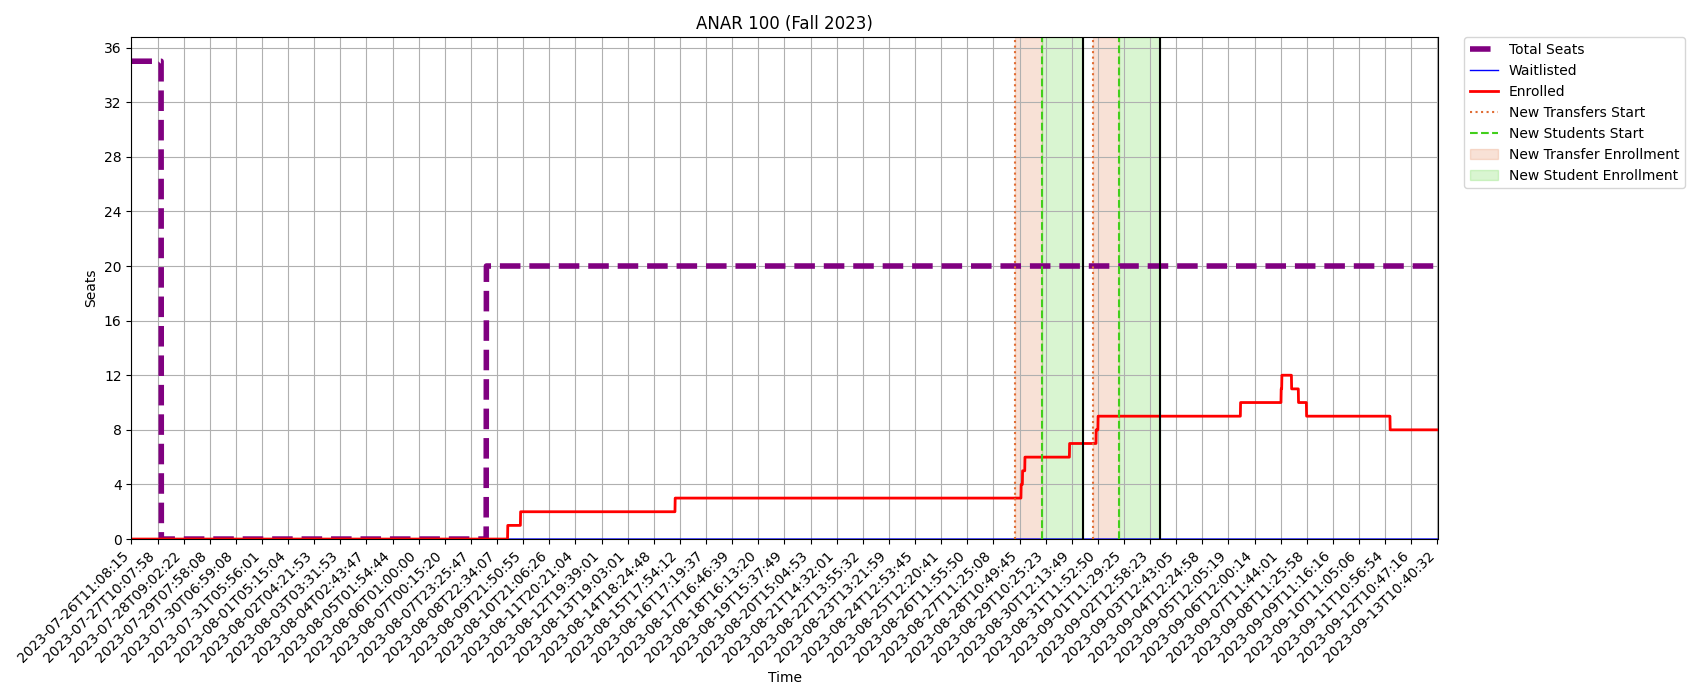 ANAR 100 (Fall 2023)
36
32
28
24
20
16
12
8
4
0
Seats
2023-07-26T11:08:15
2023-07-27T10:07:58
2023-07-28T09:02:22
2023-07-29T07:58:08
2023-07-30T06:59:08
2023-07-31T05:56:01
2023-08-01T05:15:04
2023-08-02T04:21:53
2023-08-03T03:31:53
2023-08-04T02:43:47
2023-08-05T01:54:44
2023-08-06T01:00:00
2023-08-07T00:15:20
2023-08-07T23:25:47
2023-08-08T22:34:07
2023-08-09T21:50:55
2023-08-10T21:06:26
2023-08-11T20:21:04
2023-08-12T19:39:01
2023-08-13T19:03:01
2023-08-14T18:24:48
2023-08-15T17:54:12
2023-08-16T17:19:37
2023-08-17T16:46:39
2023-08-18T16:13:20
2023-08-19T15:37:49
2023-08-20T15:04:53
2023-08-21T14:32:01
2023-08-22T13:55:32
2023-08-23T13:21:59
2023-08-24T12:53:45
2023-08-25T12:20:41
2023-08-26T11:55:50
2023-08-27T11:25:08
2023-08-28T10:49:45
2023-08-29T10:25:23
2023-08-30T12:13:49
2023-08-31T11:52:50
2023-09-01T11:29:25
2023-09-02T12:58:23
2023-09-03T12:43:05
2023-09-04T12:24:58
2023-09-05T12:05:19
2023-09-06T12:00:14
2023-09-07T11:44:01
2023-09-08T11:25:58
2023-09-09T11:16:16
2023-09-10T11:05:06
2023-09-11T10:56:54
2023-09-12T10:47:16
2023-09-13T10:40:32
Time
Total Seats
Waitlisted
Enrolled
New Transfers Start
New Students Start
New Transfer Enrollment
New Student Enrollment